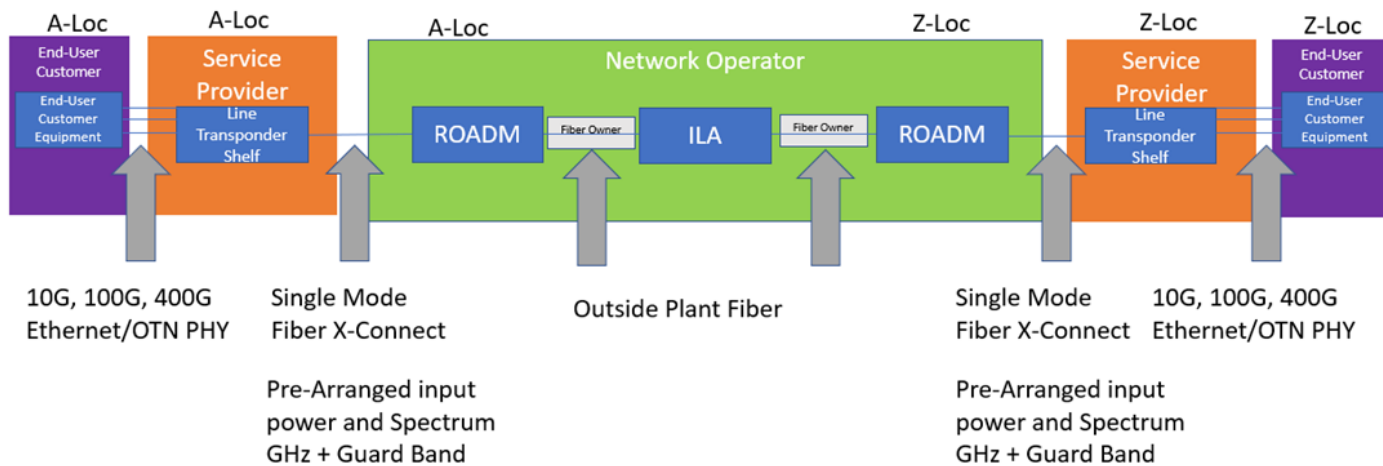 A-Loc
A-Loc
A-Loc
Z-Loc
Z-Loc
Z-Loc
End-User
Customer
End-User
Customer
Equipment
Service
Provider
Line
Transponder
Shelf
Network Operator
ROADM
Fiber Owner
ILA
Fiber Owner
ROADM
Service
Provider
Line
Transponder
Shelf
End-User
Customer
End-User
Customer
Equipment
10G, 100G, 400G
Ethernet/OTN PHY
Single Mode
Fiber X-Connect
Pre-Arranged input
power and Spectrum
GHz + Guard Band
Outside Plant Fiber
Single Mode
Fiber X-Connect
Pre-Arranged input
power and Spectrum
GHz + Guard Band
10G, 100G, 400G
Ethernet/OTN PHY